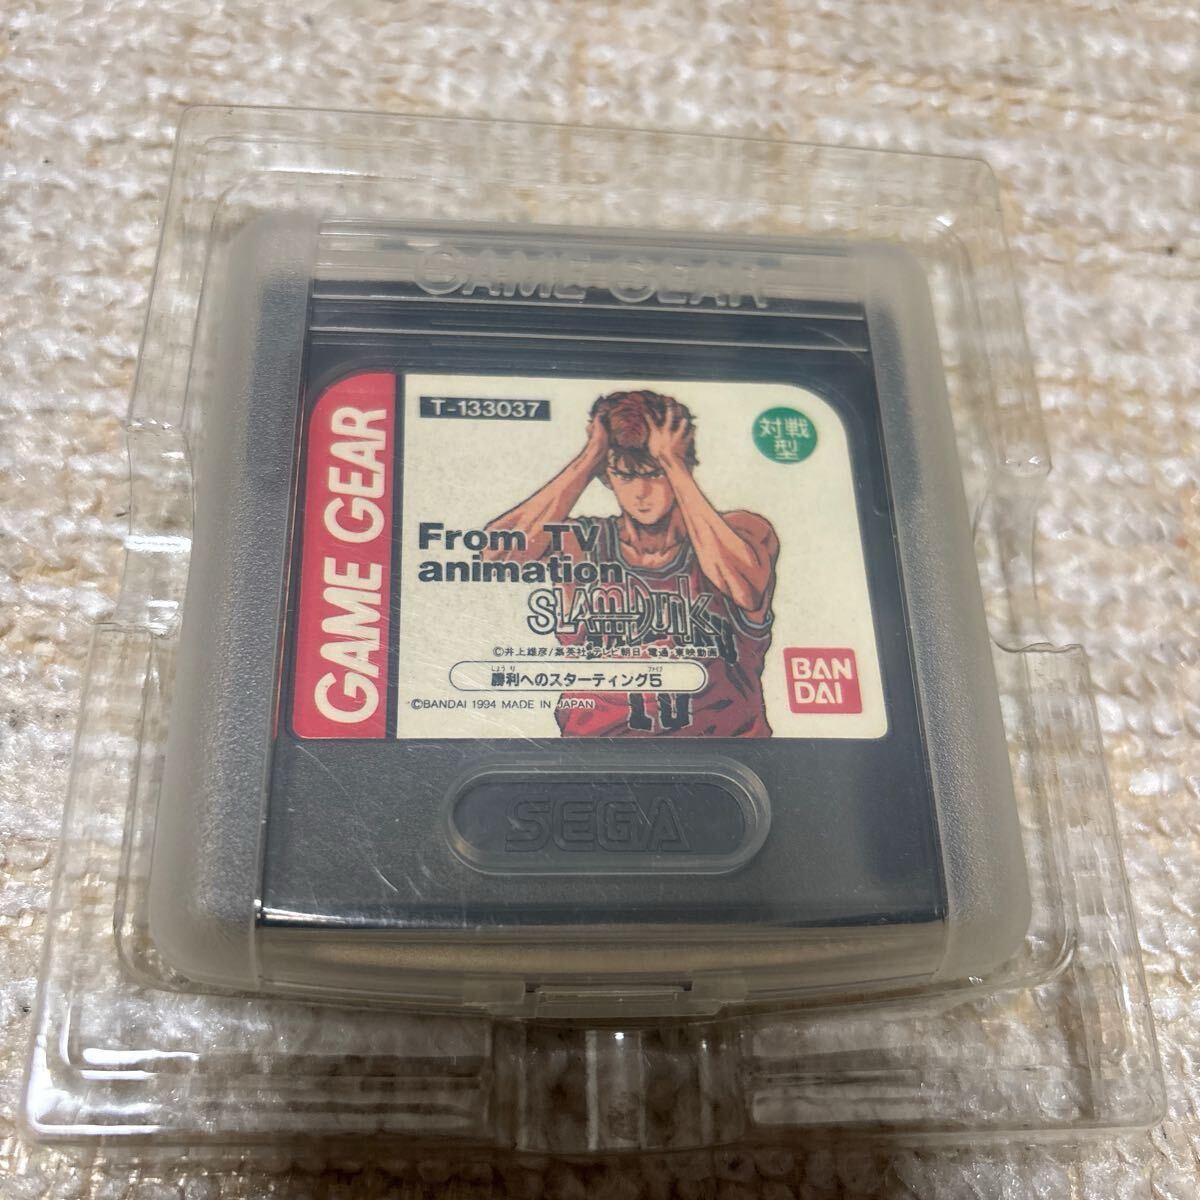 GAME GEAR
GAME GEAR
T-133037
対戦
型
From TV
animation
SLAM DUNK
©井上雄彦/集英社・テレビ朝日・電通・東映動画
しょうり ファイブ
勝利へのスターティング5
©BANDAI 1994 MADE IN JAPAN
BAN
DAI
10
SEGA